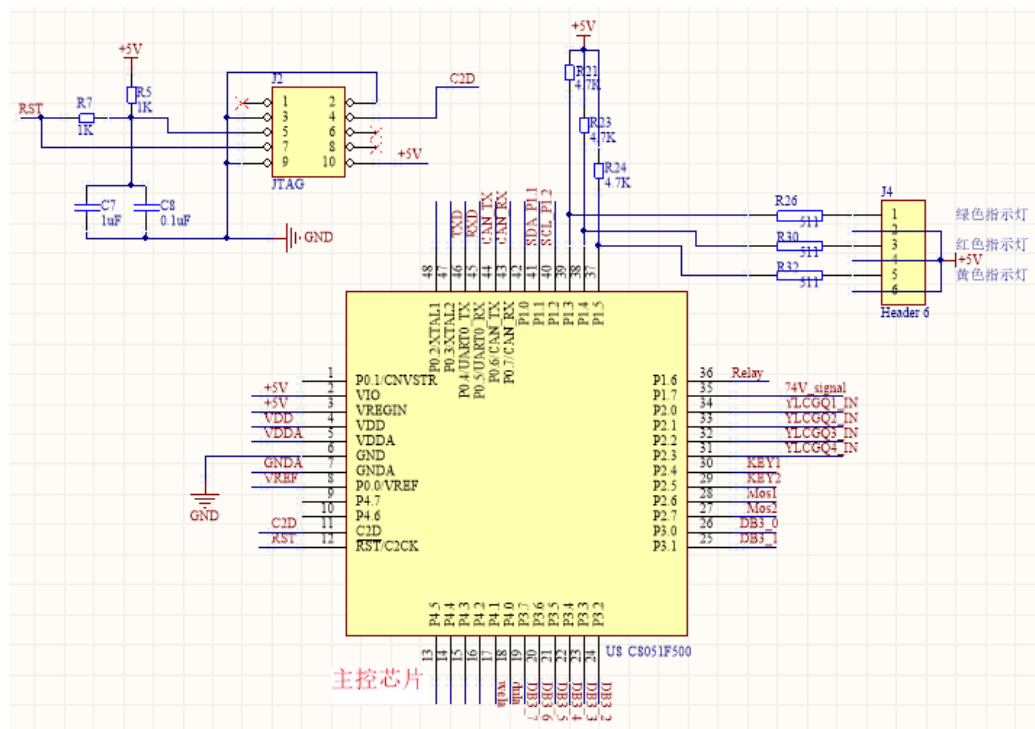 +5V
+5V
R21
4.7K
R23
4.7K
R24
4.7K
J2
C2D
R5
1K
RST
R7
1K
1
2
3
4
5
6
7
8
9
10
+5V
JTAG
C7
1uF
C8
0.1uF
GND
TXD
RXD
CAN_TX
CAN_RX
SDA_P1.1
SCL_P1.2
R26
511
R30
511
R32
511
J4
1
2
3
4
5
6
+5V
Header 6
绿色指示灯
红色指示灯
黄色指示灯
48
47
46
45
44
43
42
41
40
39
38
37
P0.2/XTAL1
P0.3/XTAL2
P0.4/UART0_TX
P0.5/UART0_RX
P0.6/CAN_TX
P0.7/CAN_RX
P1.0
P1.1
P1.2
P1.3
P1.4
P1.5
1 P0.1/CNVSTR
+5V 2 VIO
+5V 3 VREGIN
VDD 4 VDD
VDDA 5 VDDA
6 GND
GNDA 7 GNDA
VREF 8 P0.0/VREF
9 P4.7
10 P4.6
C2D 11 C2D
RST 12 RST/C2CK
GND
P1.6 36 Relay
P1.7 35 74V_signal
P2.0 34 YLCGQ1_IN
P2.1 33 YLCGQ2_IN
P2.2 32 YLCGQ3_IN
P2.3 31 YLCGQ4_IN
P2.4 30 KEY1
P2.5 29 KEY2
P2.6 28 Mos1
P2.7 27 Mos2
P3.0 26 DB3_0
P3.1 25 DB3_1
P4.5
P4.4
P4.3
P4.2
P4.1
P4.0
P3.7
P3.6
P3.5
P3.4
P3.3
P3.2
13
14
15
16
17
18
19
20
21
22
23
24
U8 C8051F500
主控芯片
wela
dula
DB3_7
DB3_6
DB3_5
DB3_4
DB3_3
DB3_2